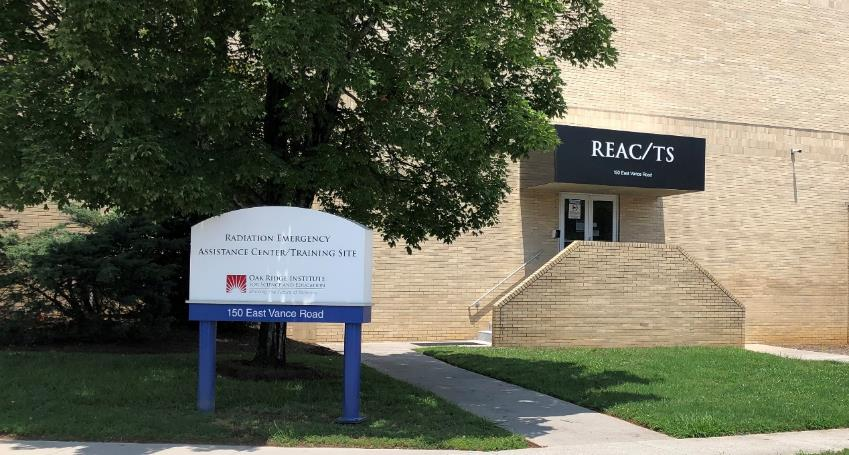 REAC/TS
150 East Vance Road
RADIATION EMERGENCY
ASSISTANCE CENTER/TRAINING SITE
OAK RIDGE INSTITUTE
FOR SCIENCE AND EDUCATION
150 East Vance Road